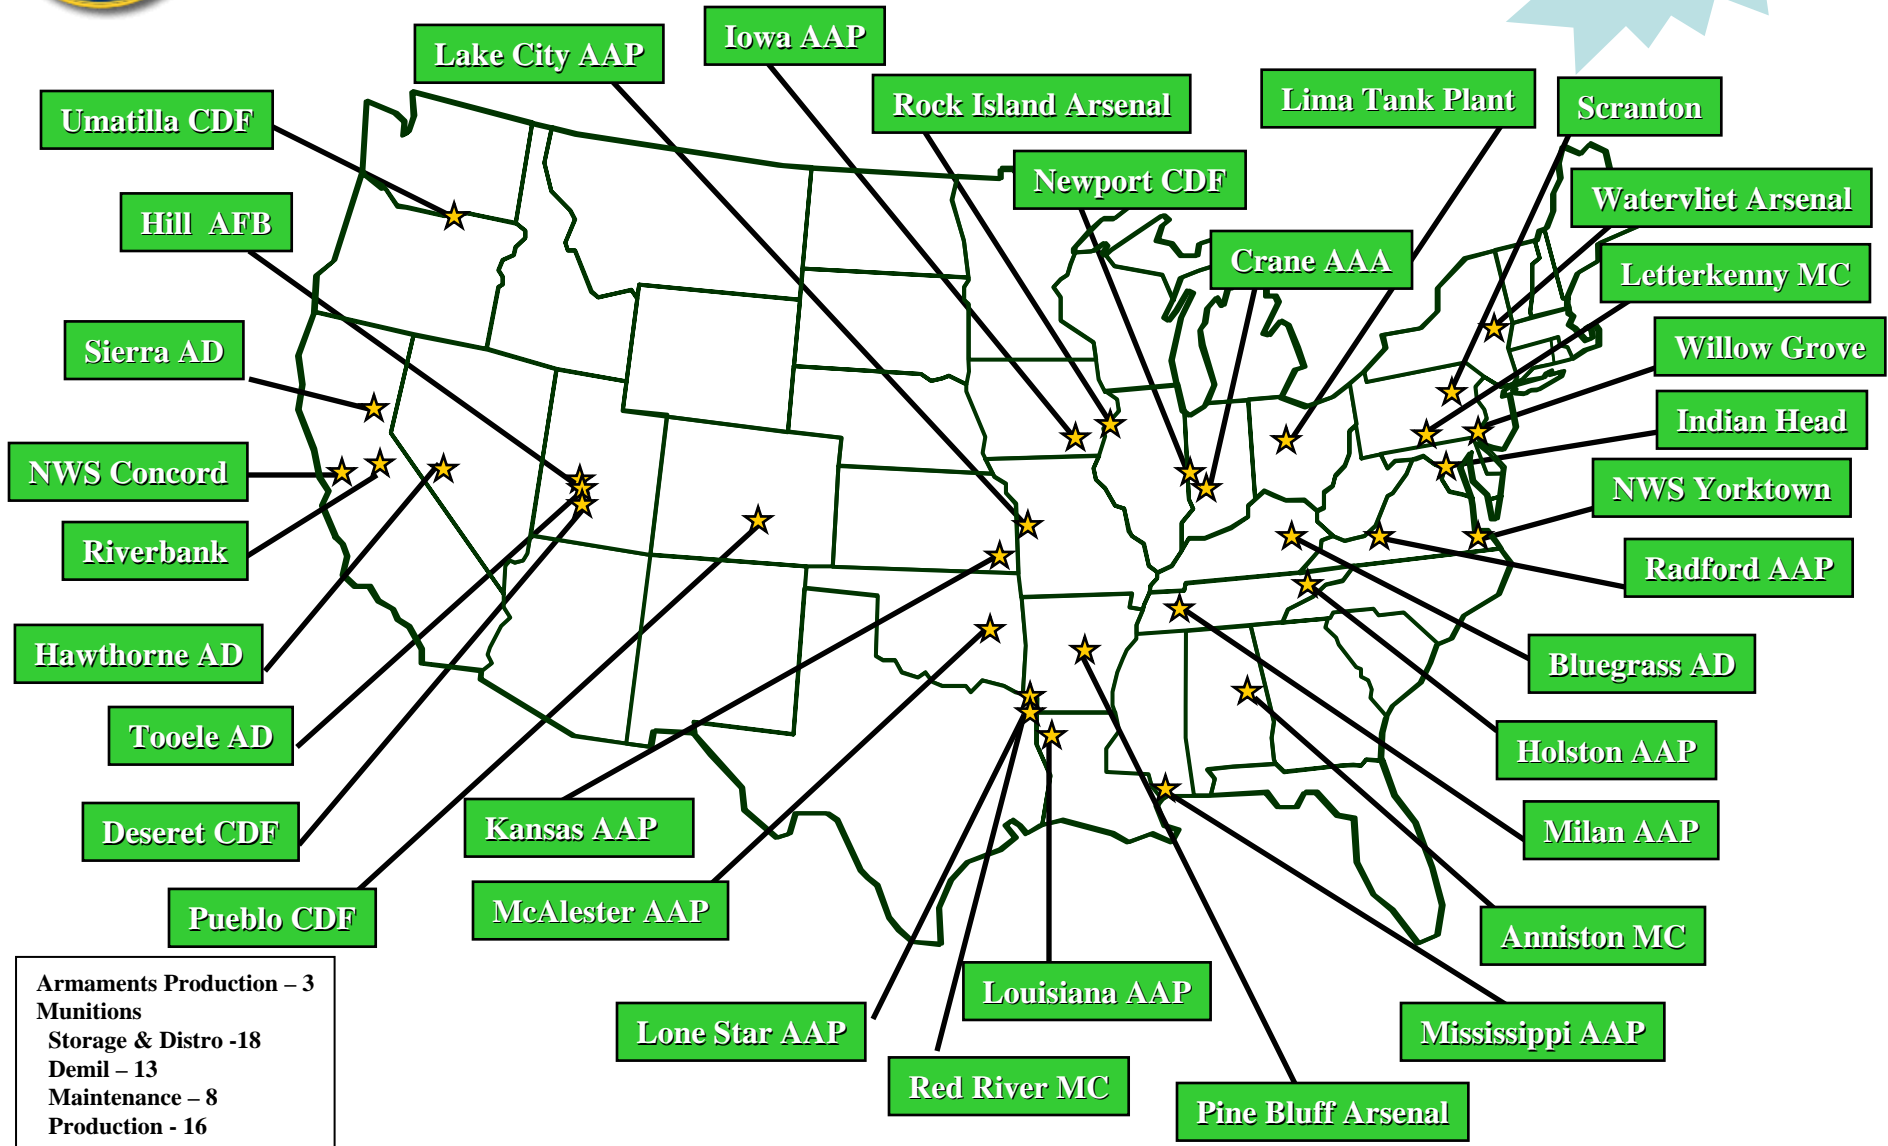 Iowa AAP
Lake City AAP
Rock Island Arsenal
Lima Tank Plant
Scranton
Umatilla CDF
Newport CDF
Watervliet Arsenal
Hill  AFB
Crane AAA
Letterkenny MC
Sierra AD
Willow Grove
Indian Head
NWS Concord
NWS Yorktown
Riverbank
Radford AAP
Hawthorne AD
Bluegrass AD
Tooele AD
Holston AAP
Deseret CDF
Kansas AAP
Milan AAP
Pueblo CDF
McAlester AAP
Anniston MC
Louisiana AAP
Lone Star AAP
Mississippi AAP
Red River MC
Pine Bluff Arsenal
Armaments Production – 3
Munitions
Storage & Distro -18
Demil – 13
Maintenance – 8
Production - 16